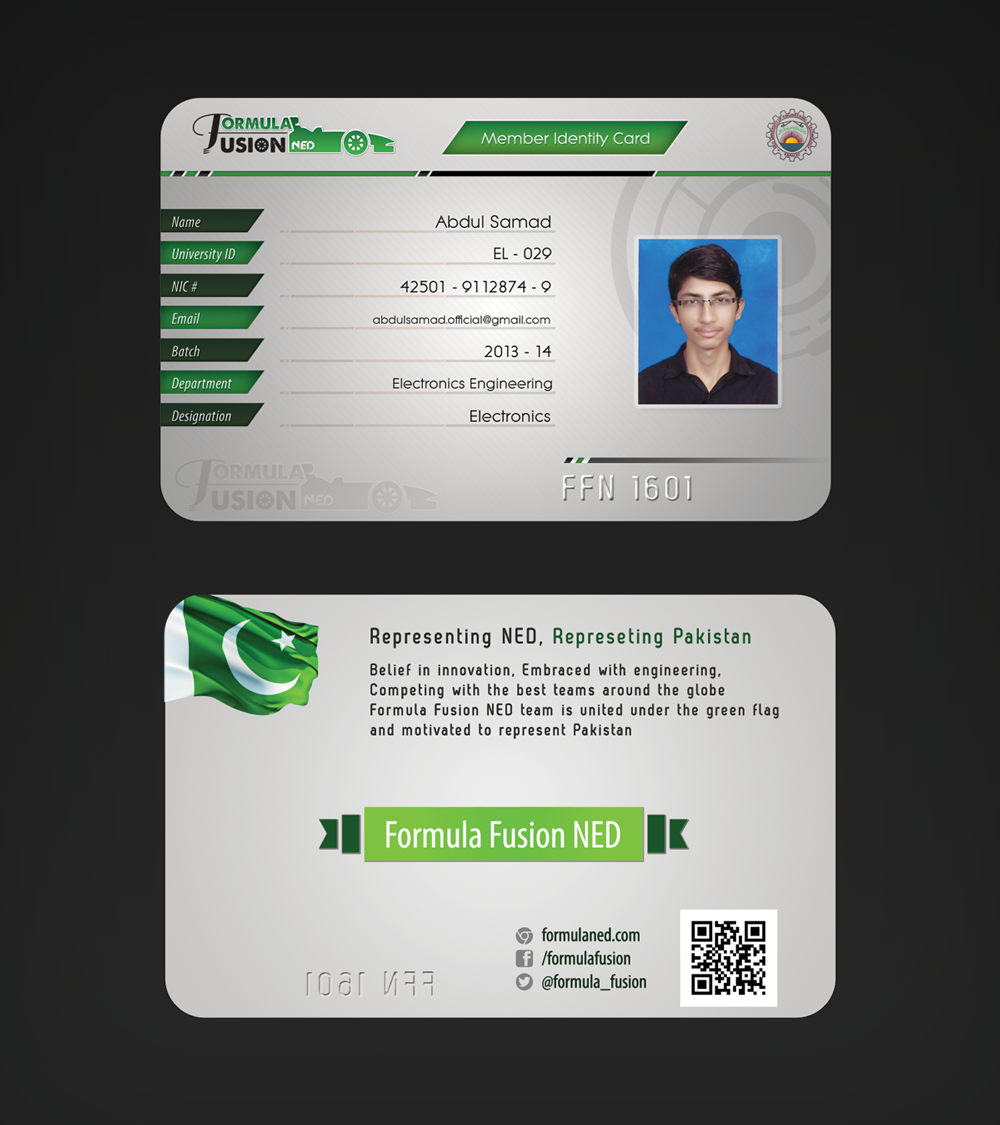 FORMULA
FUSION NED
Member Identity Card
Name
Abdul Samad
University ID
EL - 029
NIC #
42501 - 9112874 - 9
Email
abdulsamad.official@gmail.com
Batch
2013 - 14
Department
Electronics Engineering
Designation
Electronics
FORMULA
FUSION NED
FFN 1601
Representing NED, Represeting Pakistan
Belief in innovation, Embraced with engineering,
Competing with the best teams around the globe
Formula Fusion NED team is united under the green flag
and motivated to represent Pakistan
Formula Fusion NED
formulaned.com
/formulafusion
@formula_fusion
FFN 1601